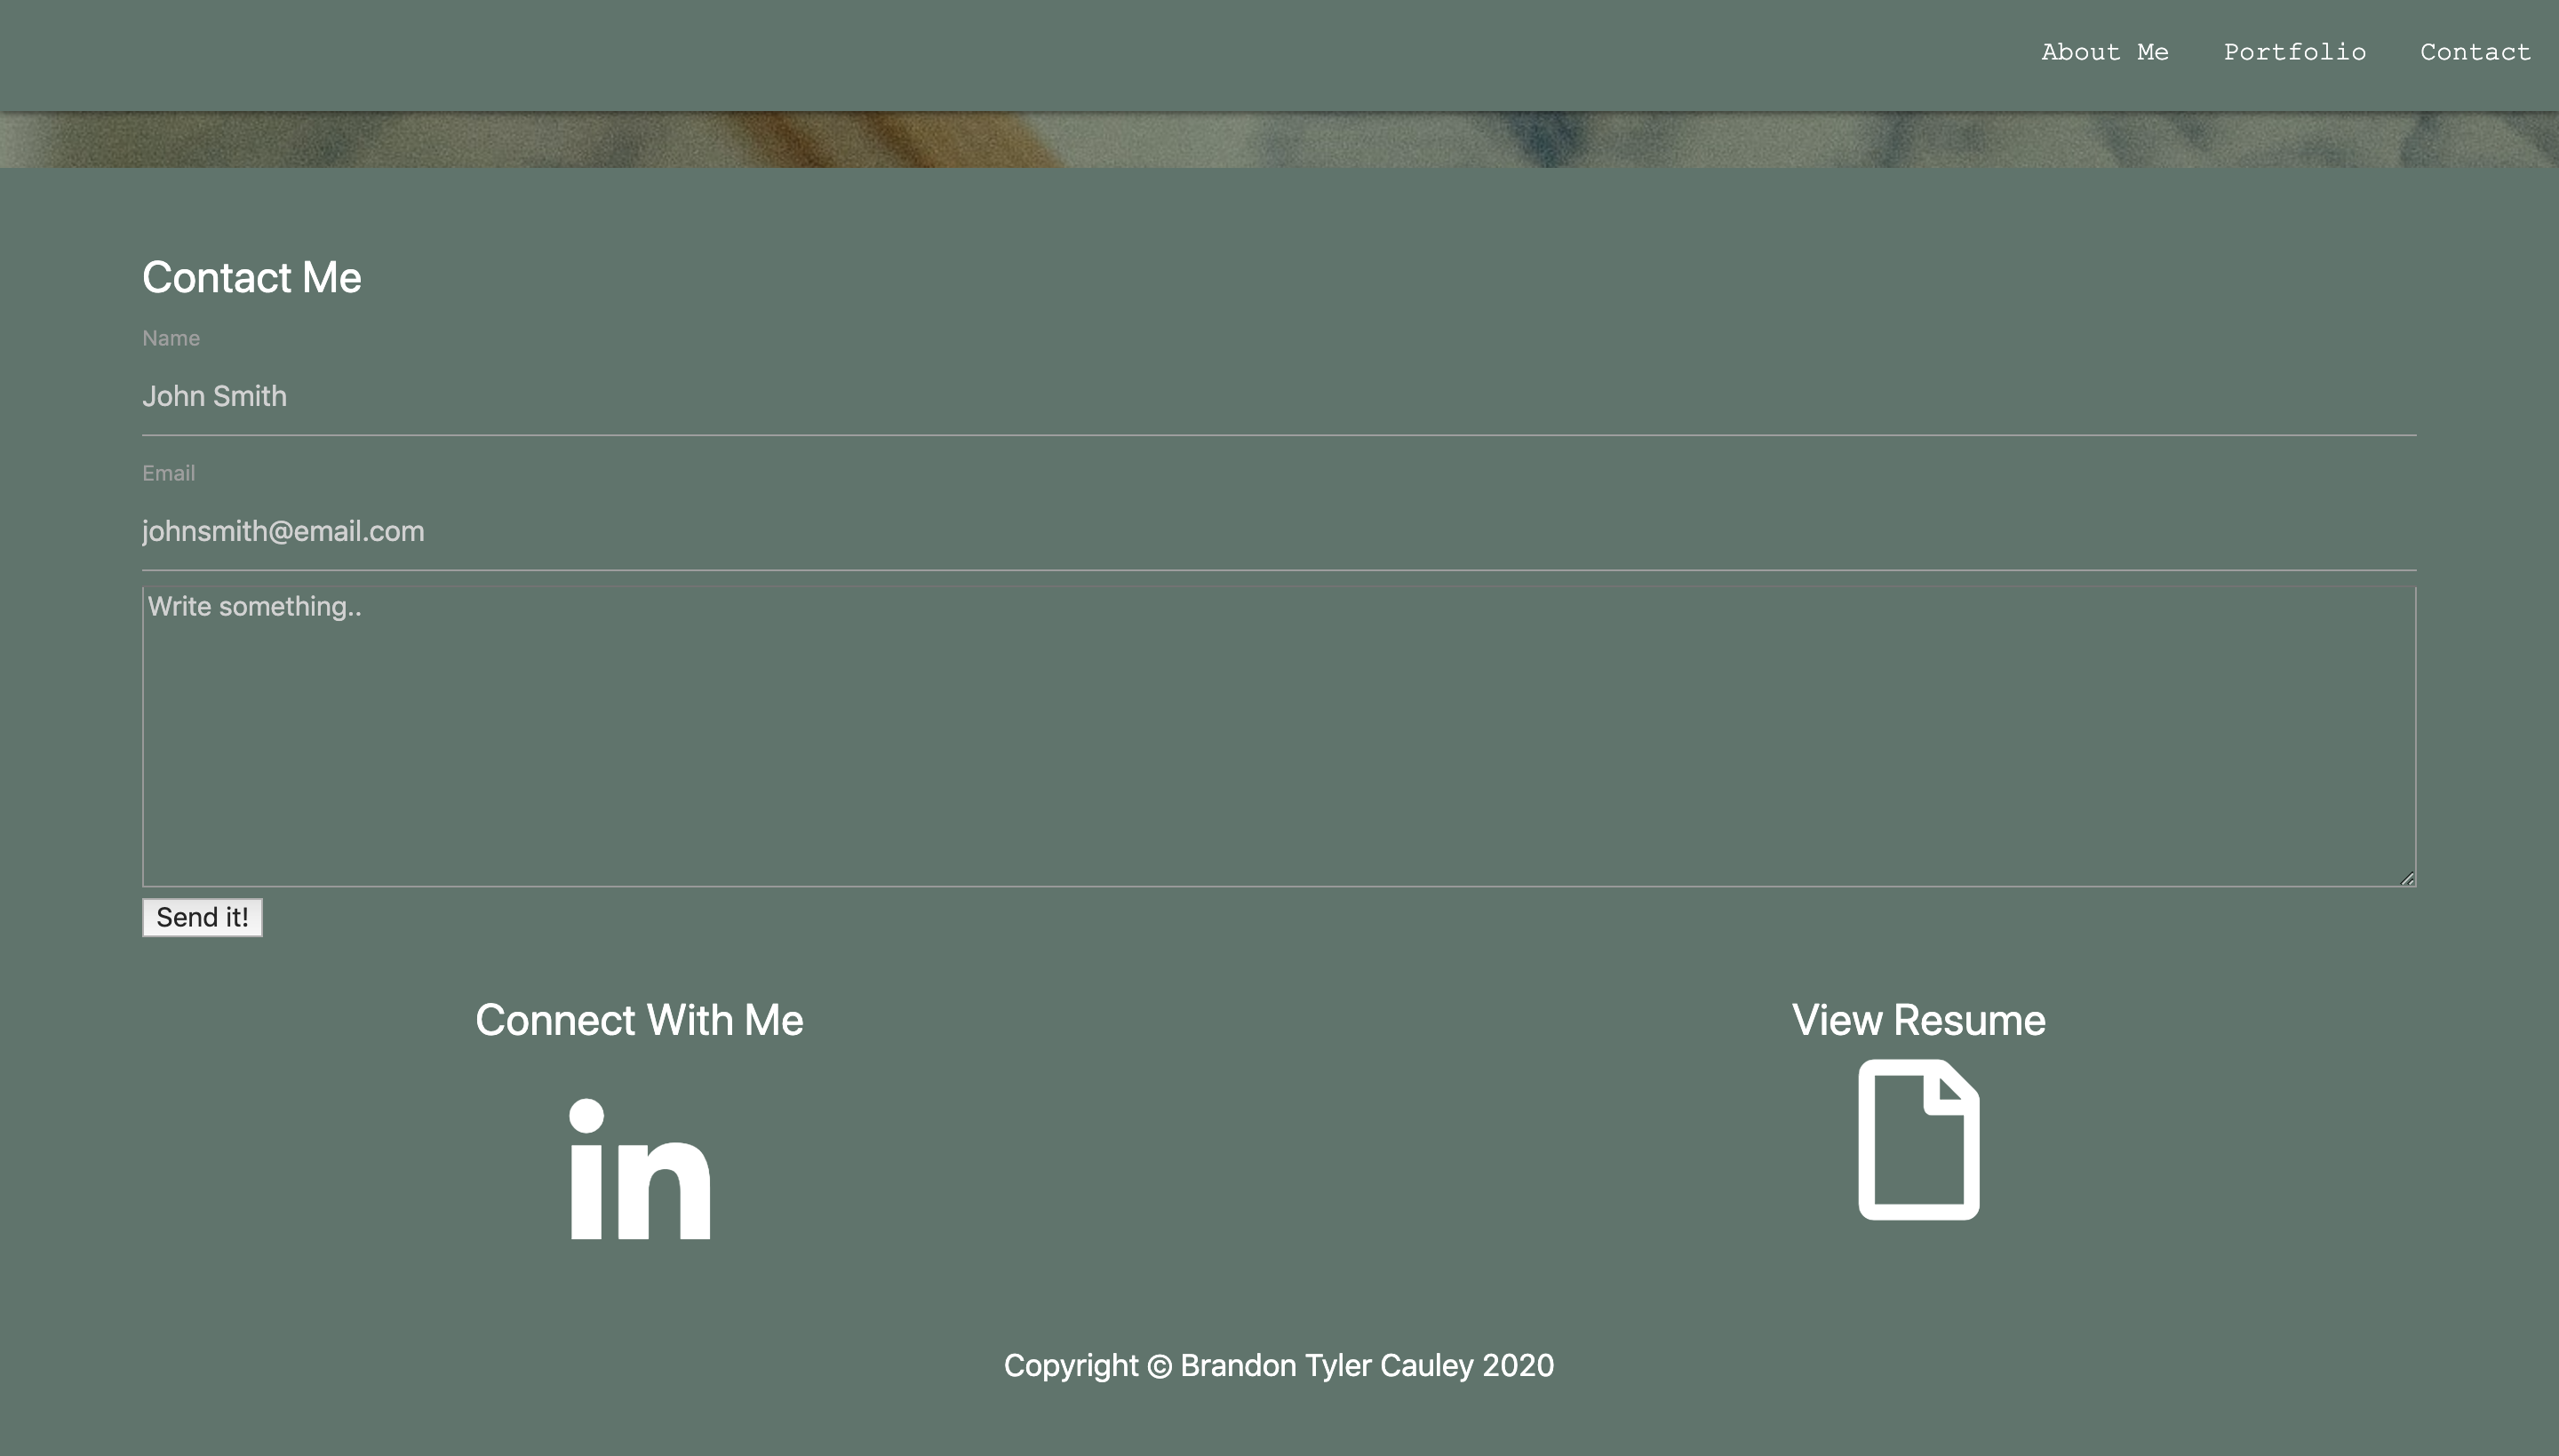 About Me Portfolio Contact
Contact Me
Name
John Smith
Email
johnsmith@email.com
Write something..
Send it!
Connect With Me View Resume
in
Copyright © Brandon Tyler Cauley 2020